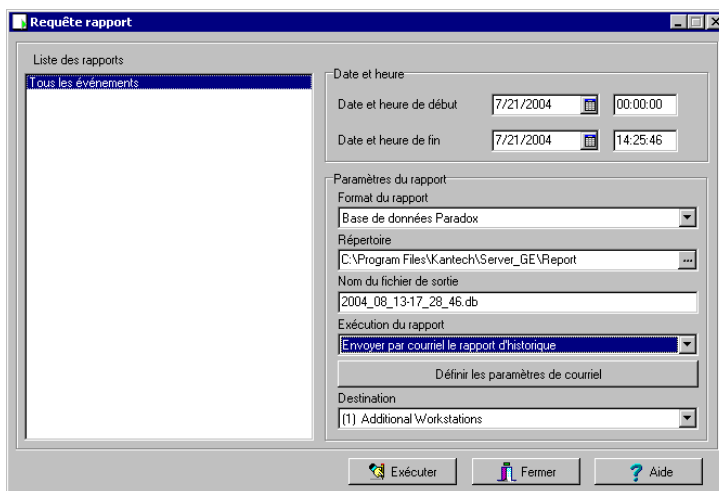 Requête rapport
Liste des rapports
Tous les événements
Date et heure
Date et heure de début 7/21/2004 00:00:00
Date et heure de fin 7/21/2004 14:25:46
Paramètres du rapport
Format du rapport
Base de données Paradox
Répertoire
C:\Program Files\Kantech\Server_GE\Report ...
Nom du fichier de sortie
2004_08_13-17_28_46.db
Exécution du rapport
Envoyer par courriel le rapport d'historique
Définir les paramètres de courriel
Destination
(1) Additional Workstations
Exécuter Fermer ? Aide